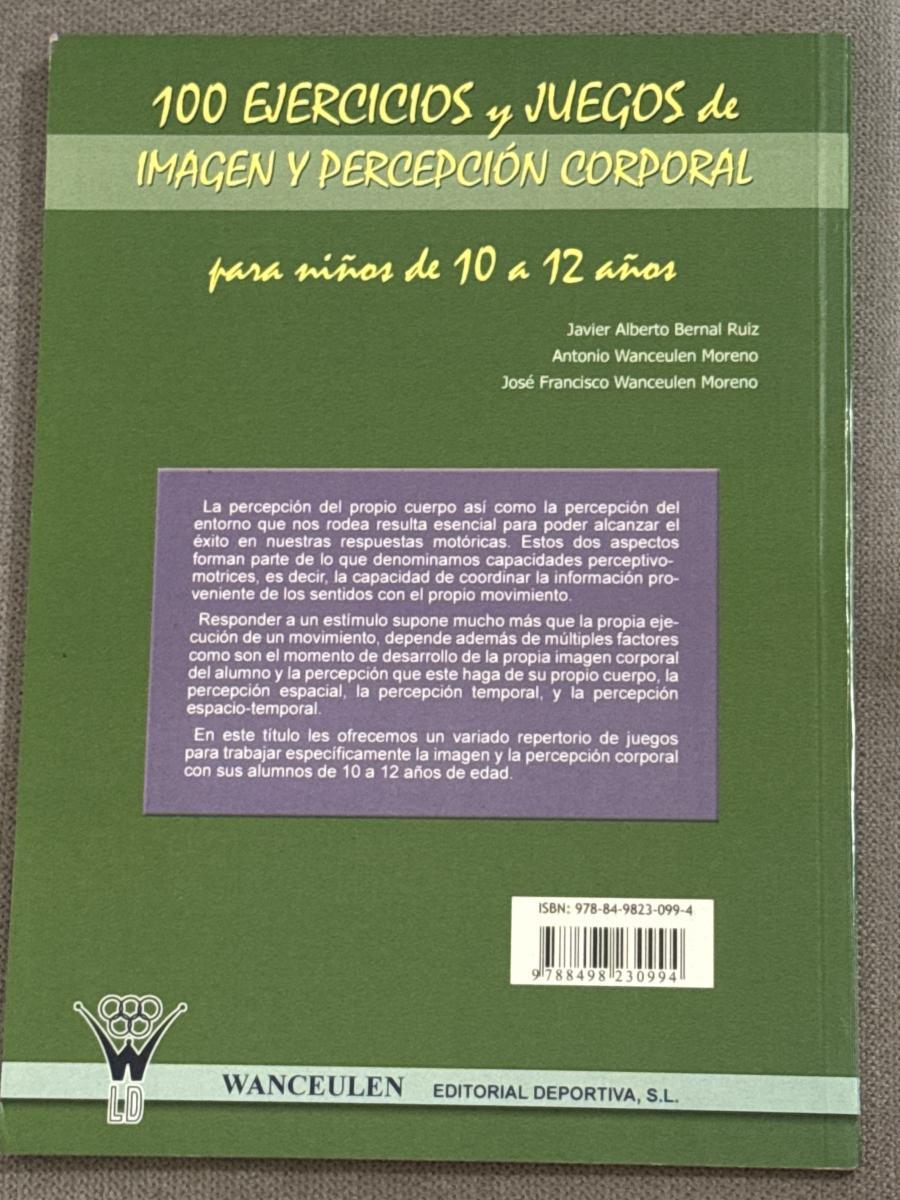 100 EJERCICIOS y JUEGOS de
IMAGEN Y PERCEPCIÓN CORPORAL
para niños de 10 a 12 años
Javier Alberto Bernal Ruiz
Antonio Wanceulen Moreno
José Francisco Wanceulen Moreno
La percepción del propio cuerpo así como la percepción del
entorno que nos rodea resulta esencial para poder alcanzar el
éxito en nuestras respuestas motóricas. Estos dos aspectos
forman parte de lo que denominamos capacidades perceptivo-
motrices, es decir, la capacidad de coordinar la información pro-
veniente de los sentidos con el propio movimiento.
Responder a un estímulo supone mucho más que la propia eje-
cución de un movimiento, depende además de múltiples factores
como son el momento de desarrollo de la propia imagen corporal
del alumno y la percepción que este haga de su propio cuerpo, la
percepción espacial, la percepción temporal, y la percepción
espacio-temporal.
En este título les ofrecemos un variado repertorio de juegos
para trabajar específicamente la imagen y la percepción corporal
con sus alumnos de 10 a 12 años de edad.
ISBN: 978-84-9823-099-4
9 788498 230994
W
LD
WANCEULEN EDITORIAL DEPORTIVA, S.L.